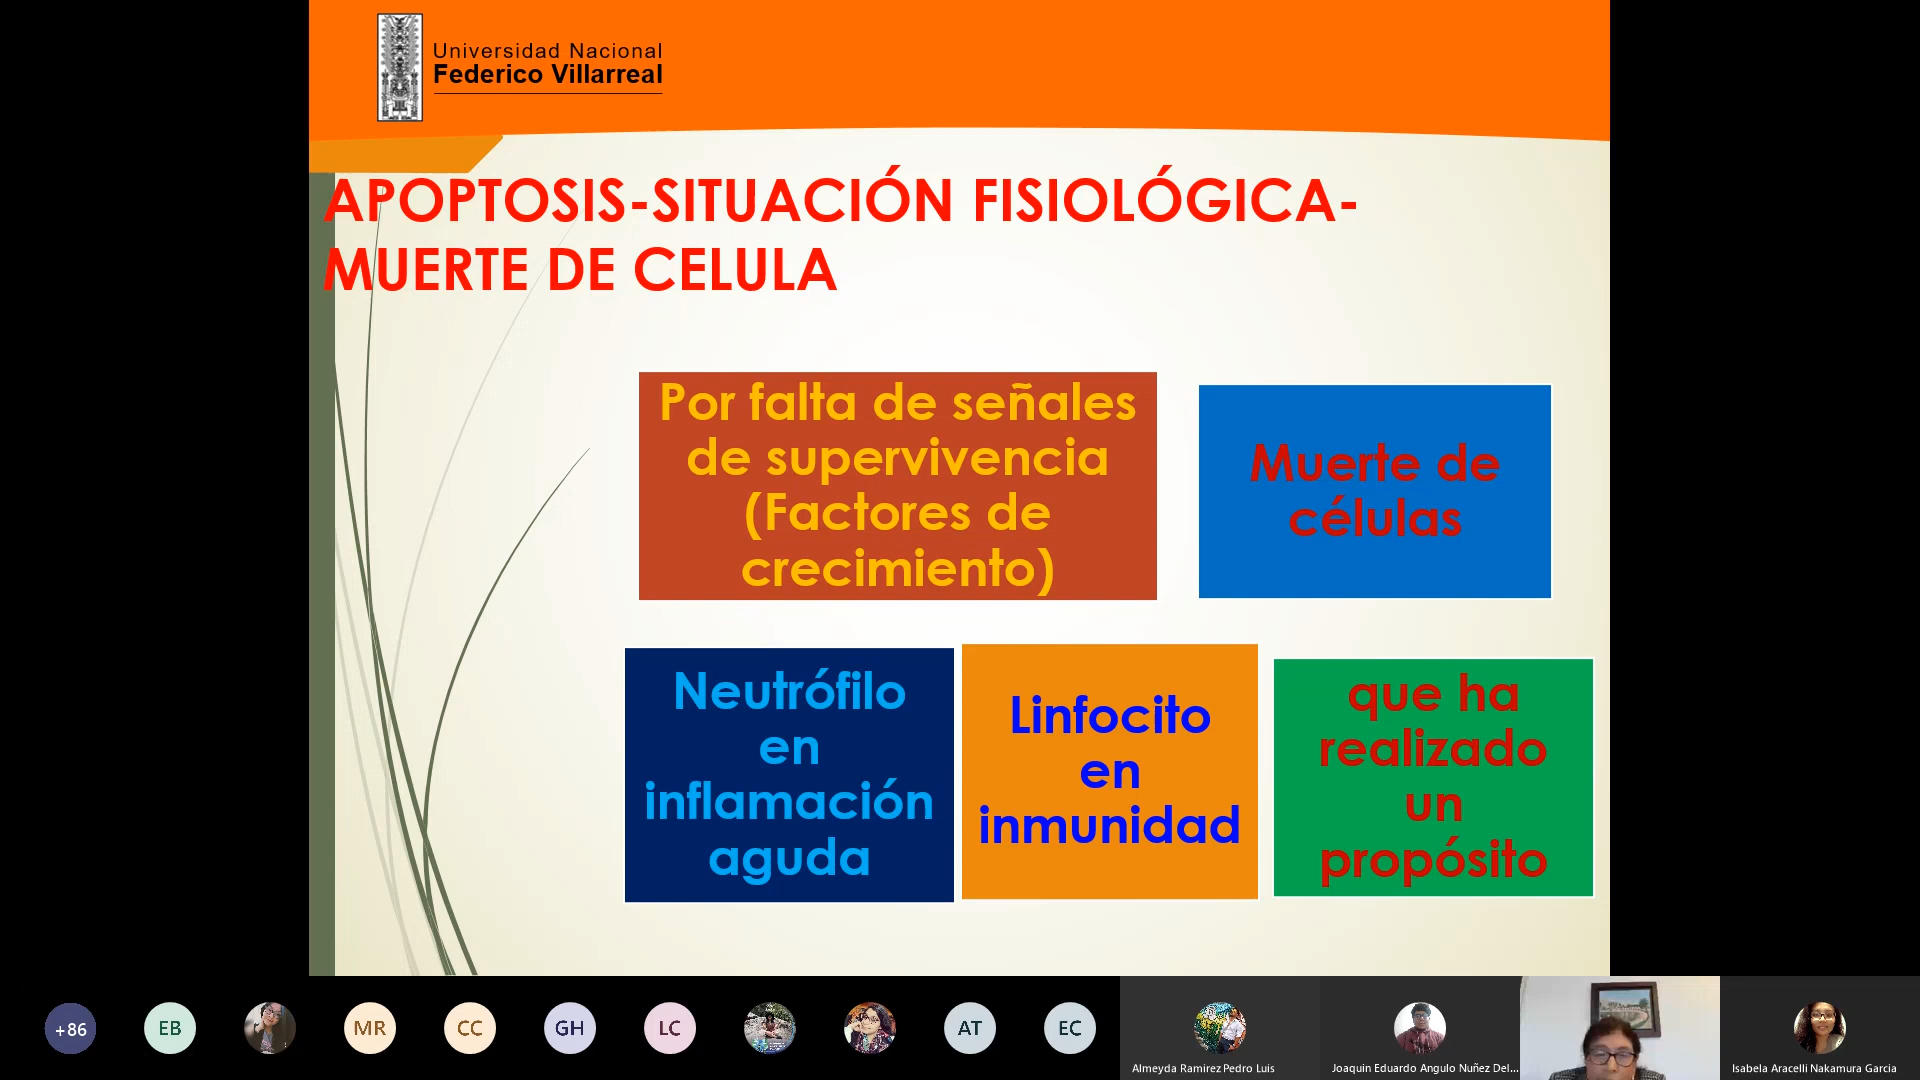 Universidad Nacional
Federico Villarreal
APOPTOSIS-SITUACIÓN FISIOLÓGICA-
MUERTE DE CELULA
Por falta de señales
de supervivencia
(Factores de
crecimiento)
Muerte de
células
Neutrófilo
en
inflamación
aguda
Linfocito
en
inmunidad
que ha
realizado
un
propósito
+86
EB
MR
CC
GH
LC
AT
EC
Almeyda Ramirez Pedro Luis
Joaquin Eduardo Angulo Nuñez Del...
Isabela Aracelli Nakamura Garcia